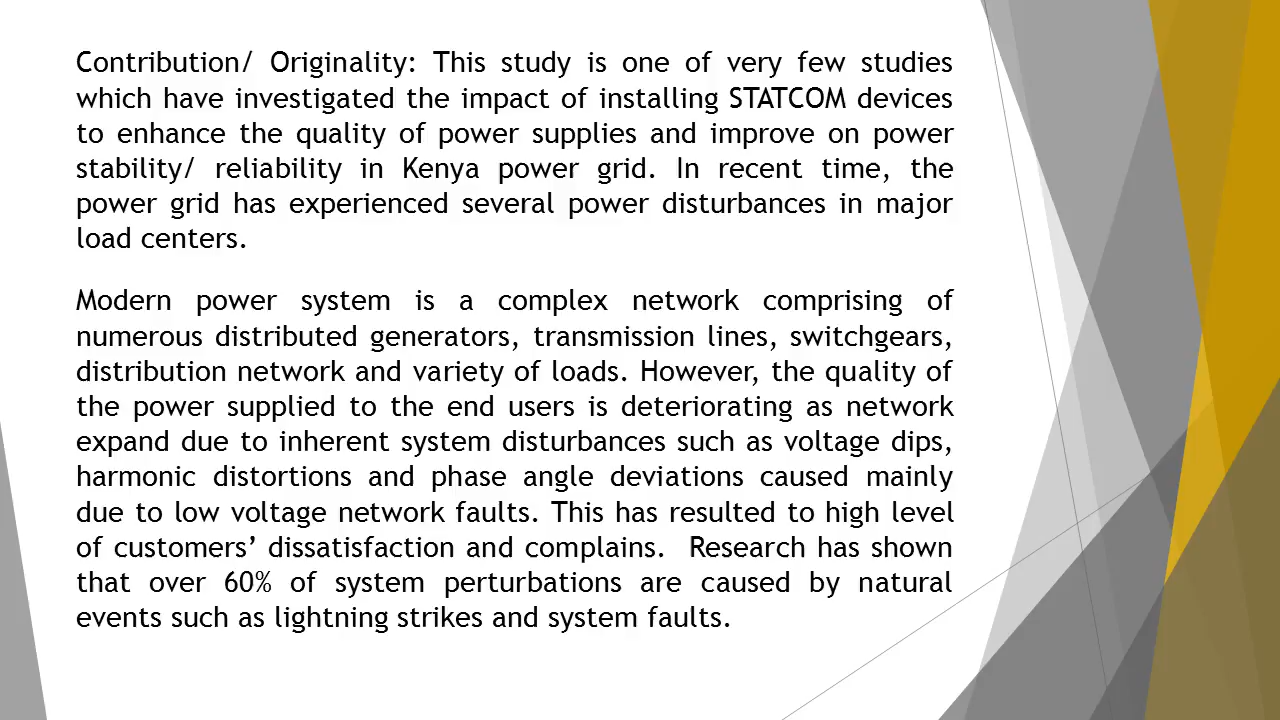 Contribution/ Originality: This study is one of very few studies
which have investigated the impact of installing STATCOM devices
to enhance the quality of power supplies and improve on power
stability/ reliability in Kenya power grid. In recent time, the
power grid has experienced several power disturbances in major
load centers.
Modern power system is a complex network comprising of
numerous distributed generators, transmission lines, switchgears,
distribution network and variety of loads. However, the quality of
the power supplied to the end users is deteriorating as network
expand due to inherent system disturbances such as voltage dips,
harmonic distortions and phase angle deviations caused mainly
due to low voltage network faults. This has resulted to high level
of customers’ dissatisfaction and complains.  Research has shown
that over 60% of system perturbations are caused by natural
events such as lightning strikes and system faults.